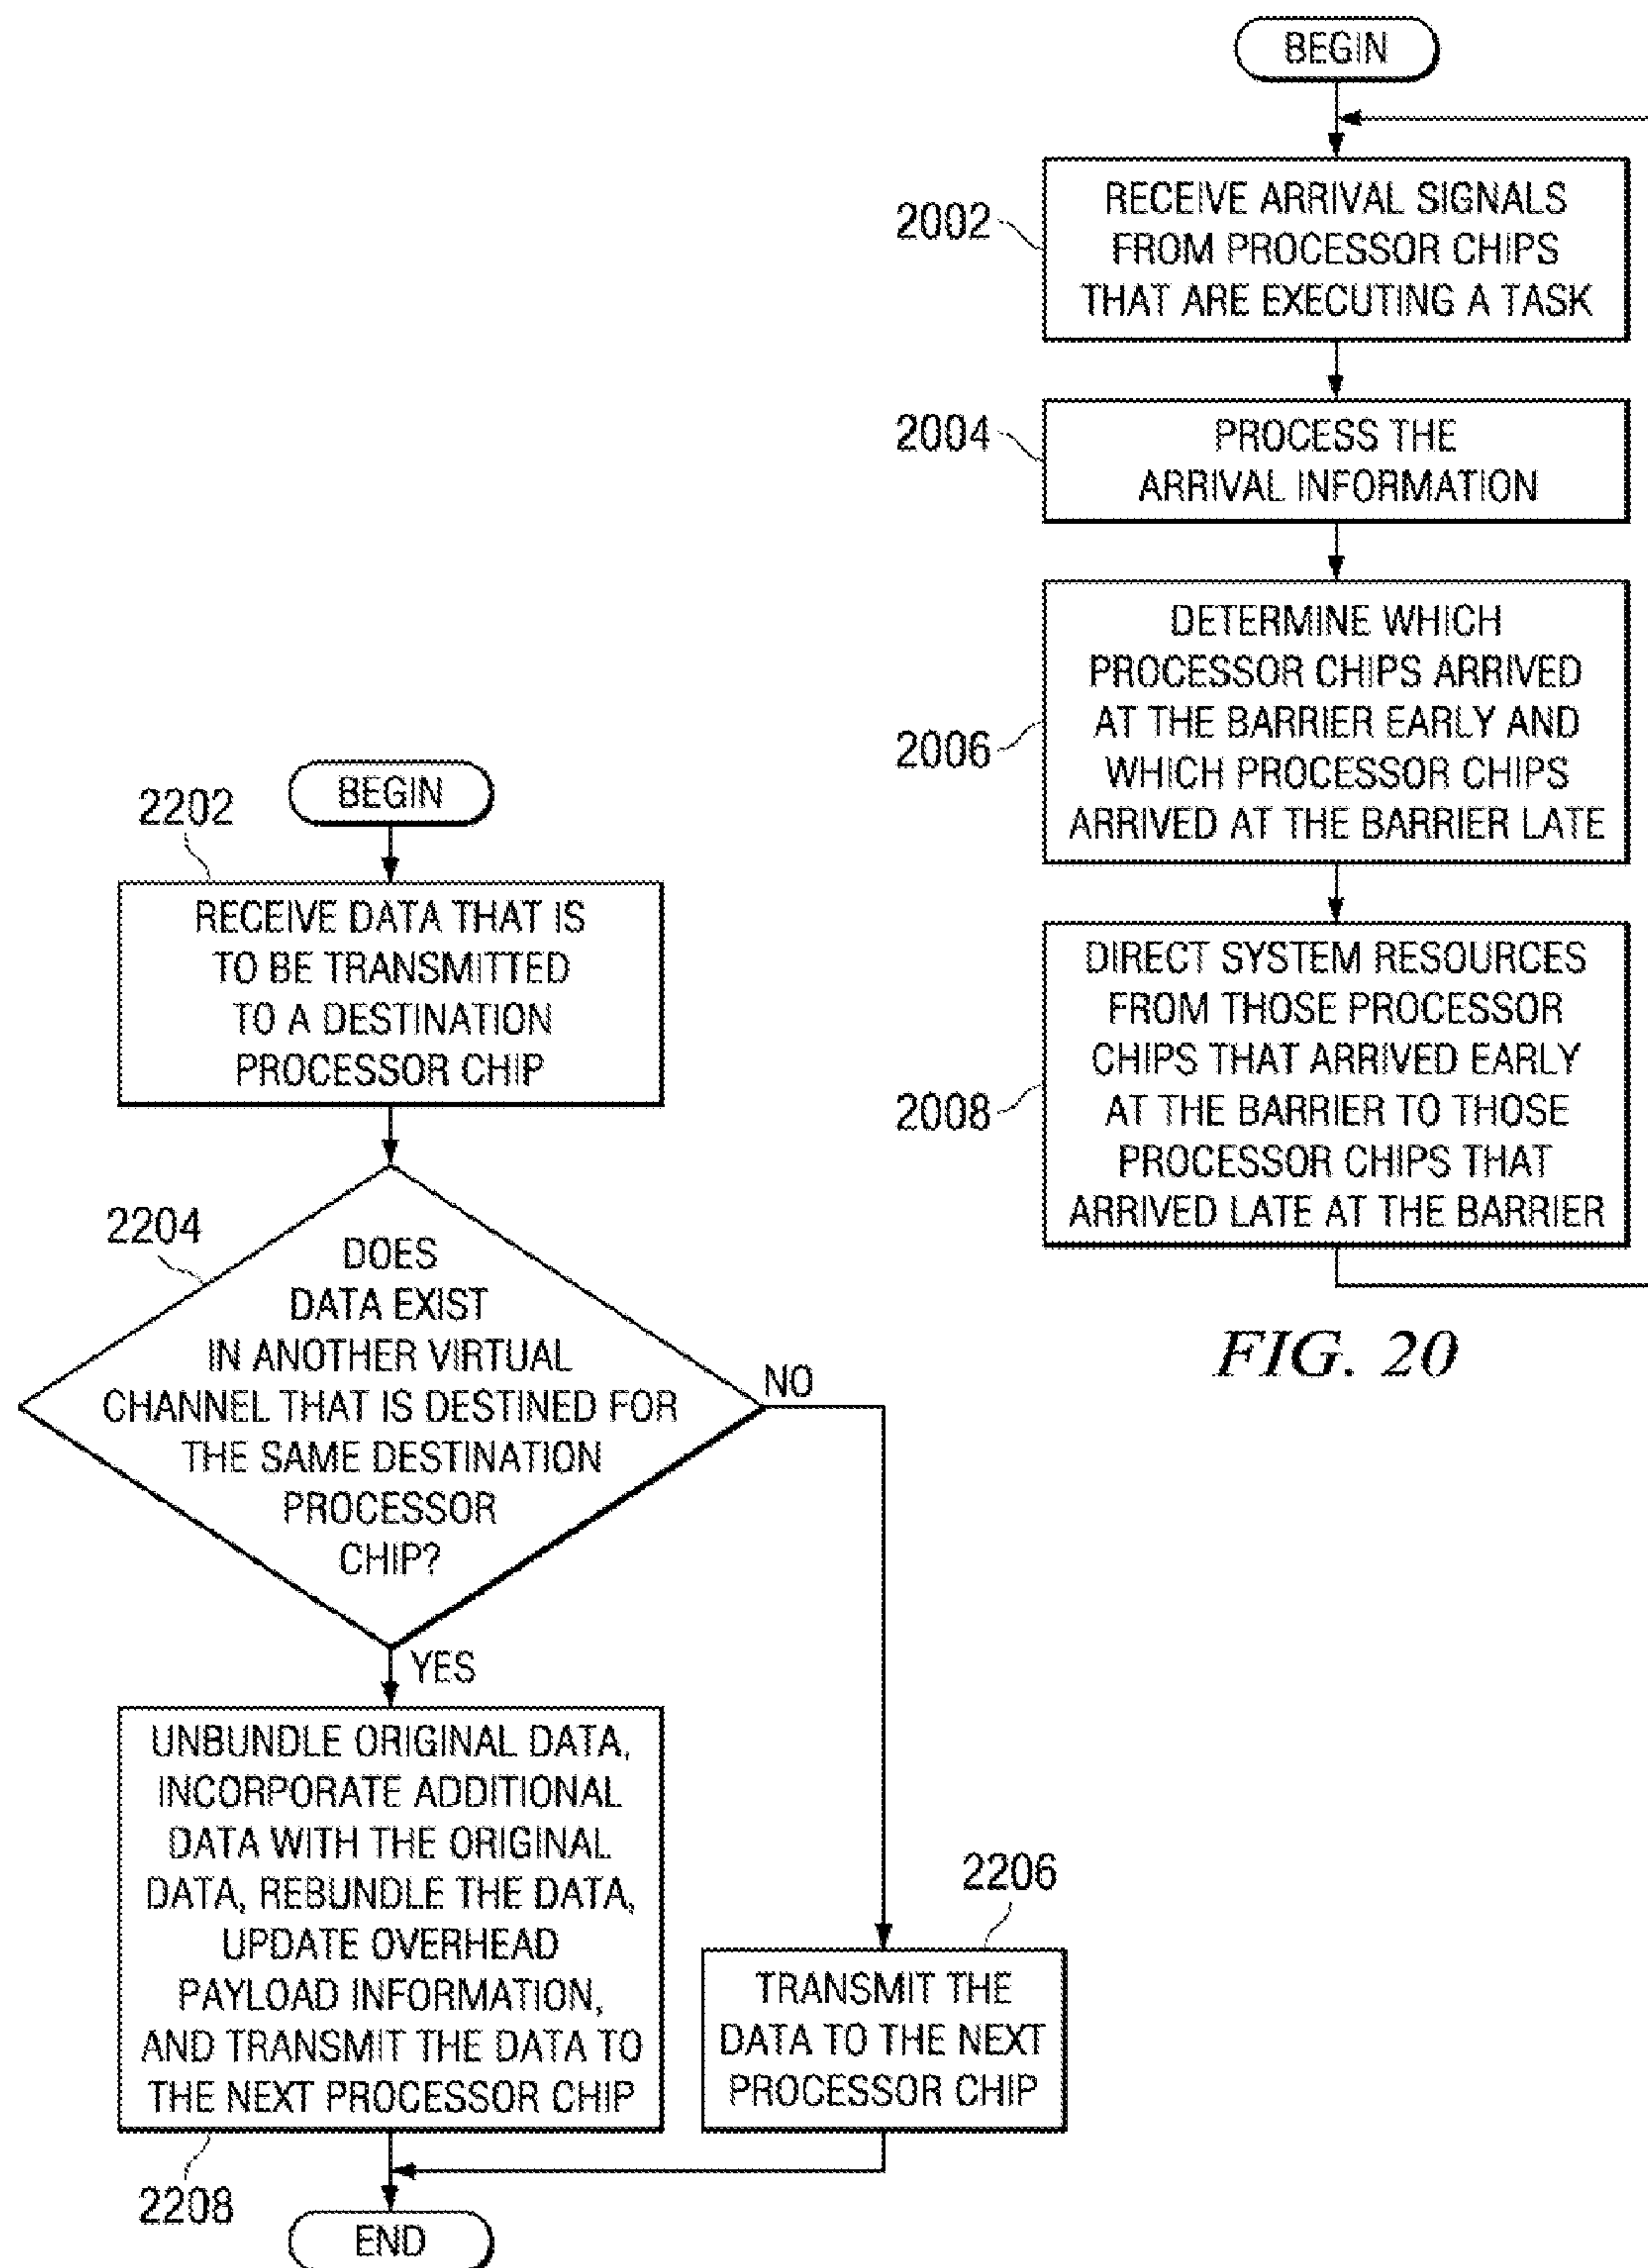 BEGIN
2002
RECEIVE ARRIVAL SIGNALS
FROM PROCESSOR CHIPS
THAT ARE EXECUTING A TASK
2004
PROCESS THE
ARRIVAL INFORMATION
2006
DETERMINE WHICH
PROCESSOR CHIPS ARRIVED
AT THE BARRIER EARLY AND
WHICH PROCESSOR CHIPS
ARRIVED AT THE BARRIER LATE
2008
DIRECT SYSTEM RESOURCES
FROM THOSE PROCESSOR
CHIPS THAT ARRIVED EARLY
AT THE BARRIER TO THOSE
PROCESSOR CHIPS THAT
ARRIVED LATE AT THE BARRIER
FIG. 20
BEGIN
2202
RECEIVE DATA THAT IS
TO BE TRANSMITTED
TO A DESTINATION
PROCESSOR CHIP
2204
DOES
DATA EXIST
IN ANOTHER VIRTUAL
CHANNEL THAT IS DESTINED FOR
THE SAME DESTINATION
PROCESSOR
CHIP?
NO
YES
UNBUNDLE ORIGINAL DATA,
INCORPORATE ADDITIONAL
DATA WITH THE ORIGINAL
DATA, REBUNDLE THE DATA,
UPDATE OVERHEAD
PAYLOAD INFORMATION,
AND TRANSMIT THE DATA TO
THE NEXT PROCESSOR CHIP
2208
2206
TRANSMIT THE
DATA TO THE NEXT
PROCESSOR CHIP
END